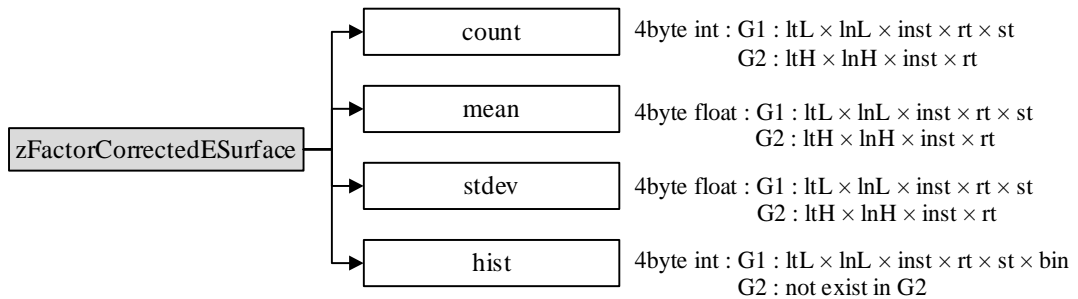 count
4byte int : G1 : ltL × lnL × inst × rt × st
G2 : ltH × lnH × inst × rt
mean
4byte float : G1 : ltL × lnL × inst × rt × st
G2 : ltH × lnH × inst × rt
zFactorCorrectedESurface
stdev
4byte float : G1 : ltL × lnL × inst × rt × st
G2 : ltH × lnH × inst × rt
hist
4byte int : G1 : ltL × lnL × inst × rt × st × bin
G2 : not exist in G2